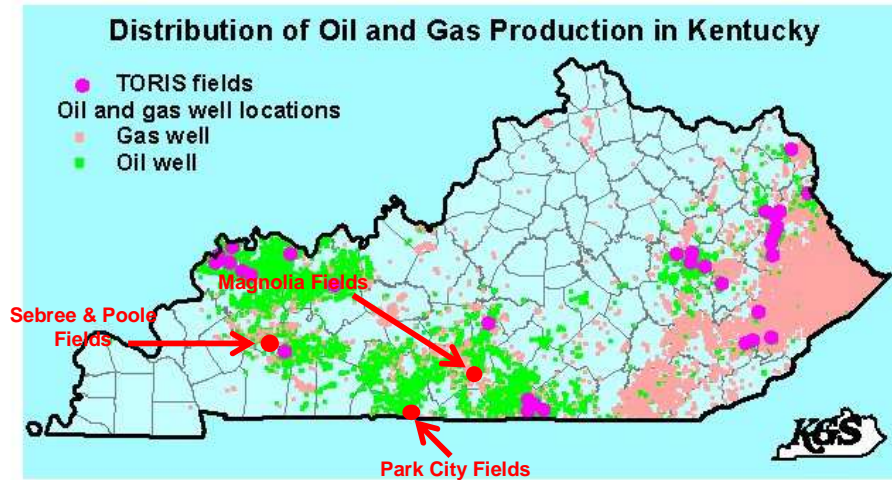 Distribution of Oil and Gas Production in Kentucky
TORIS fields
Oil and gas well locations
Gas well
Oil well
Magnolia Fields
Sebree & Poole
Fields
Park City Fields
KGS